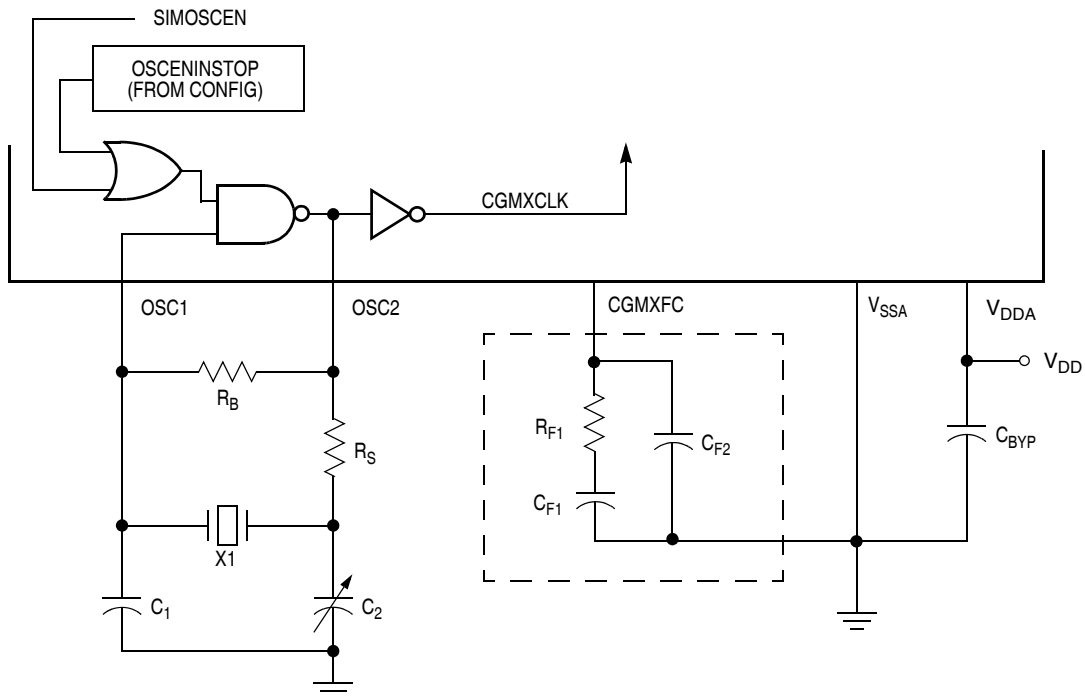 SIMOSCEN
OSCENINSTOP
(FROM CONFIG)
CGMXCLK
OSC1
OSC2
CGMXFC
VSSA
VDDA
VDD
RB
RS
RF1
CF2
CBYP
CF1
X1
C1
C2